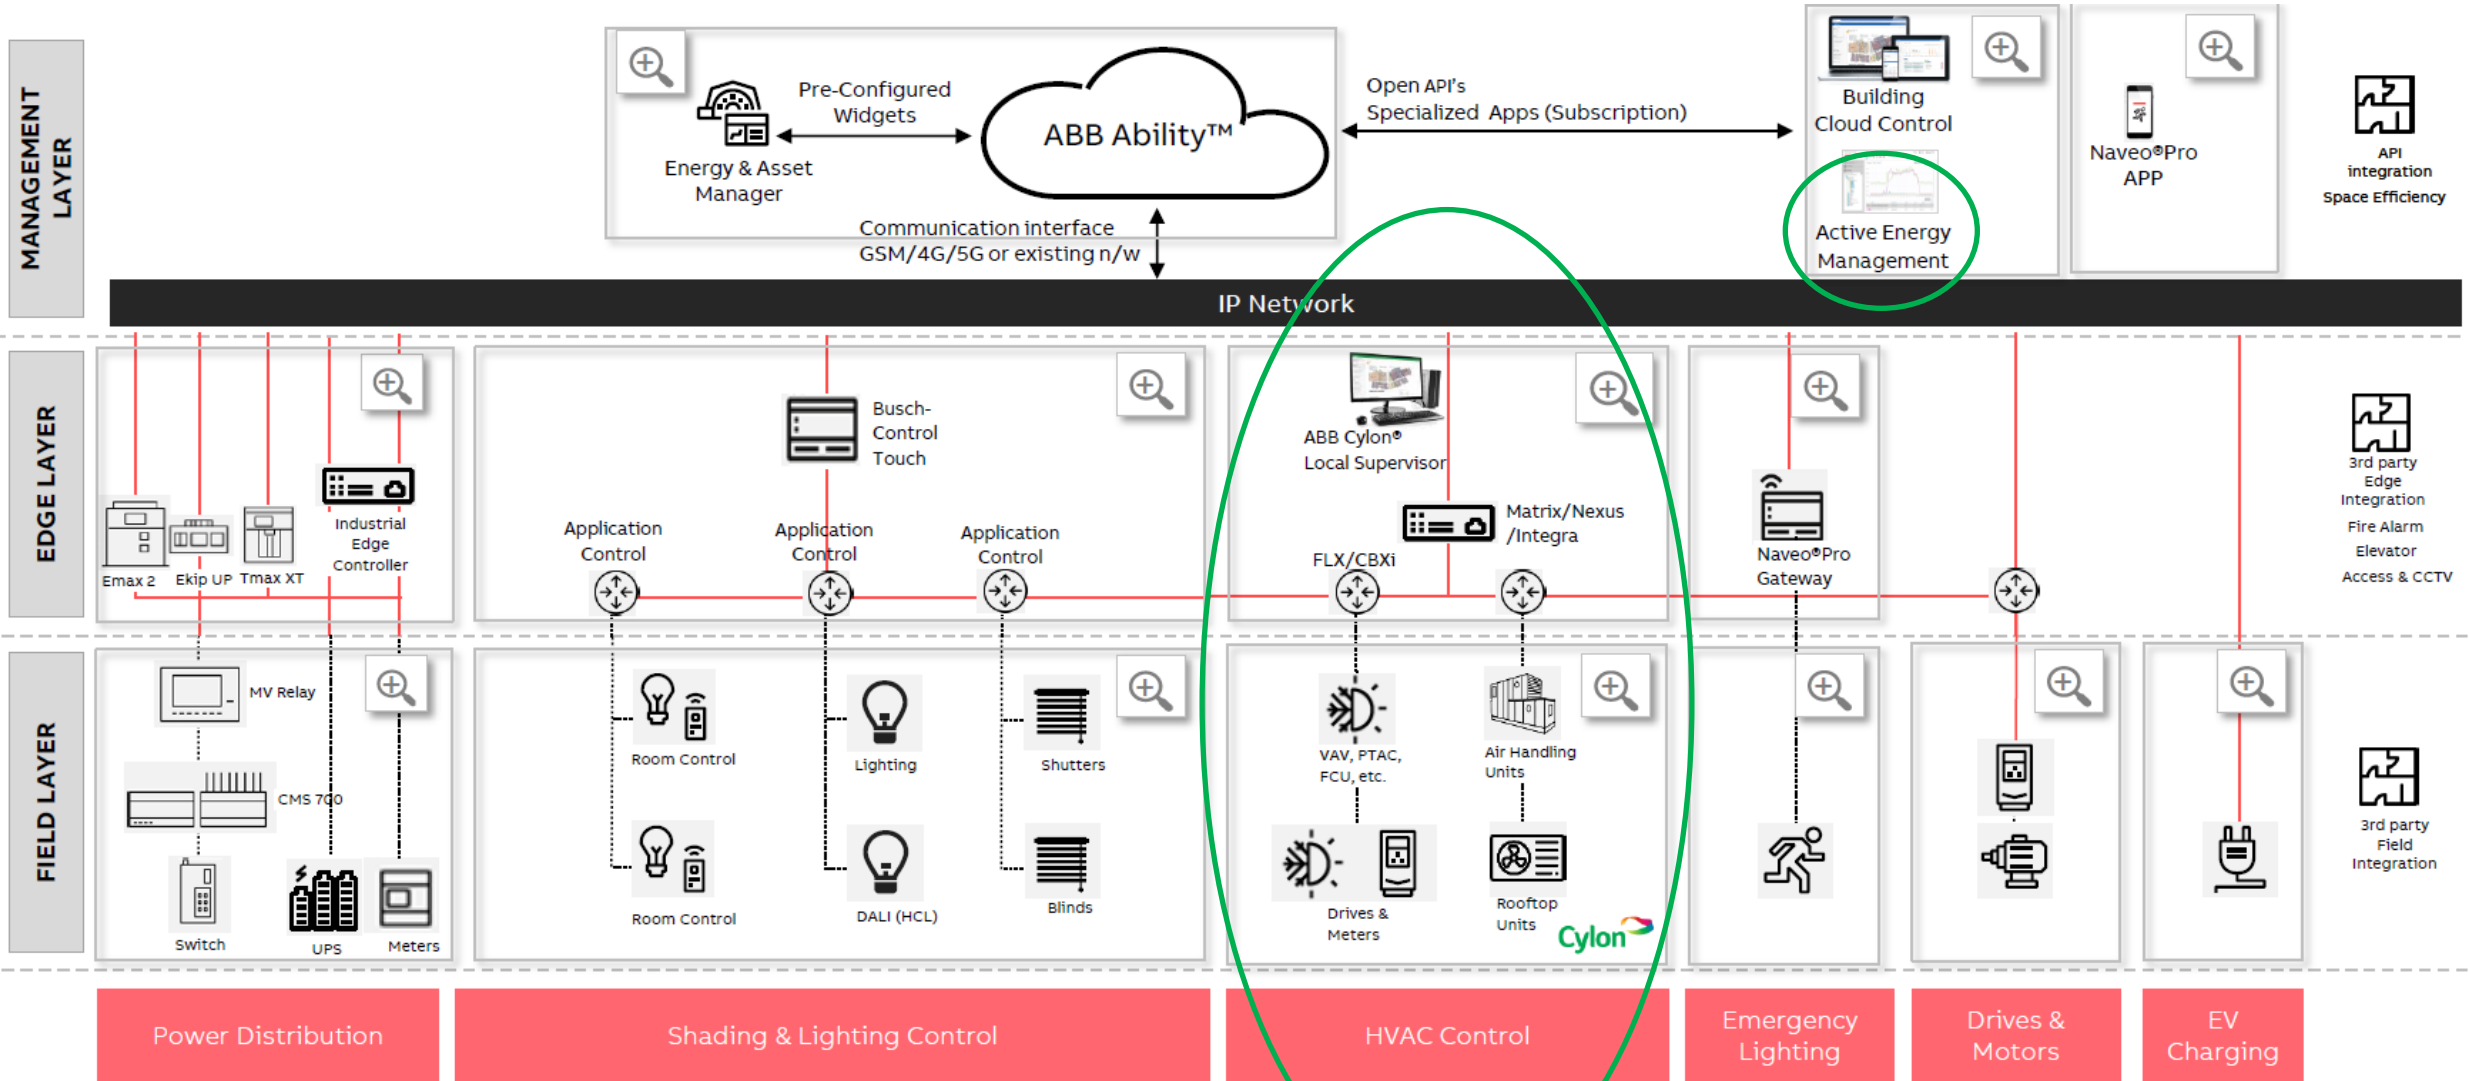 MANAGEMENT
LAYER
Pre-Configured
Widgets
Energy & Asset
Manager
ABB Ability™
Communication interface
GSM/4G/5G or existing n/w
Open API's
Specialized Apps (Subscription)
Building
Cloud Control
Active Energy
Management
Naveo®Pro
APP
API
integration
Space Efficiency
IP Network
EDGE LAYER
Emax 2
Ekip UP
Tmax XT
Industrial
Edge
Controller
Busch-
Control
Touch
Application
Control
Application
Control
Application
Control
ABB Cylon®
Local Supervisor
Matrix/Nexus
/Integra
FLX/CBXi
Naveo®Pro
Gateway
3rd party
Edge
Integration
Fire Alarm
Elevator
Access & CCTV
FIELD LAYER
MV Relay
CMS 700
Switch
UPS
Meters
Room Control
Room Control
Lighting
DALI (HCL)
Shutters
Blinds
VAV, PTAC,
FCU, etc.
Drives &
Meters
Air Handling
Units
Rooftop
Units
Cylon
3rd party
Field
Integration
Power Distribution
Shading & Lighting Control
HVAC Control
Emergency
Lighting
Drives &
Motors
EV
Charging